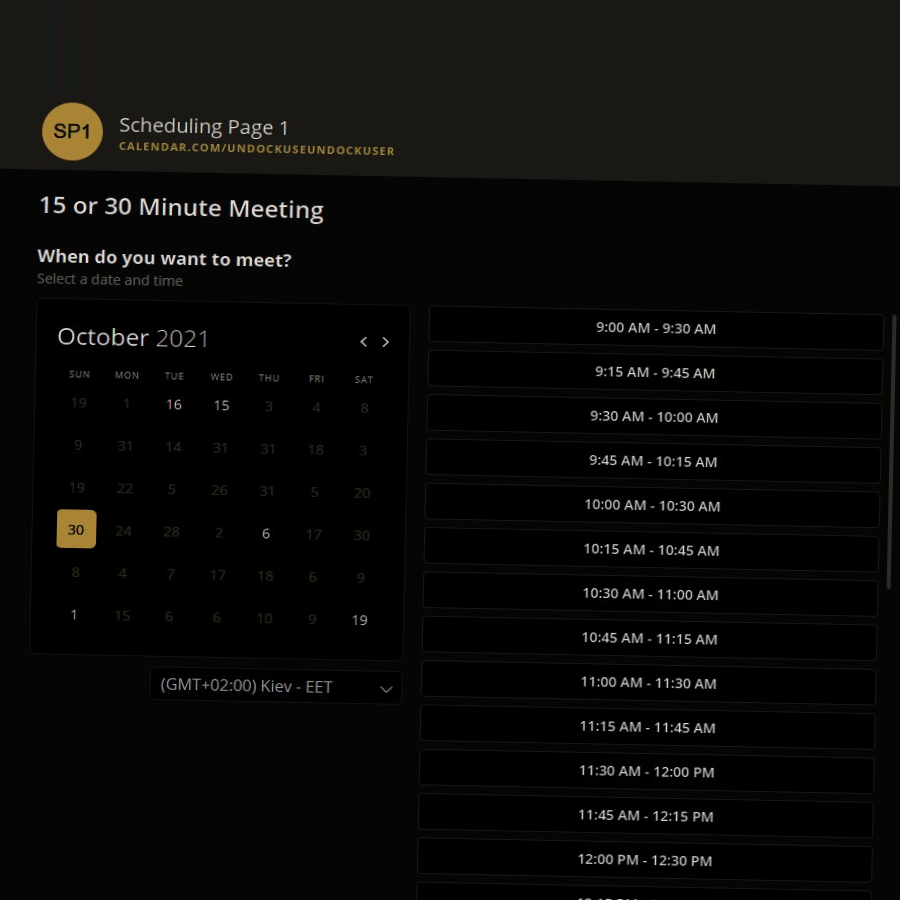 SP1
Scheduling Page 1
CALENDAR.COM/UNDOCKUSEUNDOCKUSER
15 or 30 Minute Meeting
When do you want to meet?
Select a date and time
October 2021
SUN MON TUE WED THU FRI SAT
19 1 16 15 3 4 8
9 31 14 31 31 18 3
19 22 5 26 31 5 20
30 24 28 2 6 17 30
8 4 7 17 18 6 9
1 15 6 6 10 9 19
(GMT+02:00) Kiev - EET
9:00 AM - 9:30 AM
9:15 AM - 9:45 AM
9:30 AM - 10:00 AM
9:45 AM - 10:15 AM
10:00 AM - 10:30 AM
10:15 AM - 10:45 AM
10:30 AM - 11:00 AM
10:45 AM - 11:15 AM
11:00 AM - 11:30 AM
11:15 AM - 11:45 AM
11:30 AM - 12:00 PM
11:45 AM - 12:15 PM
12:00 PM - 12:30 PM